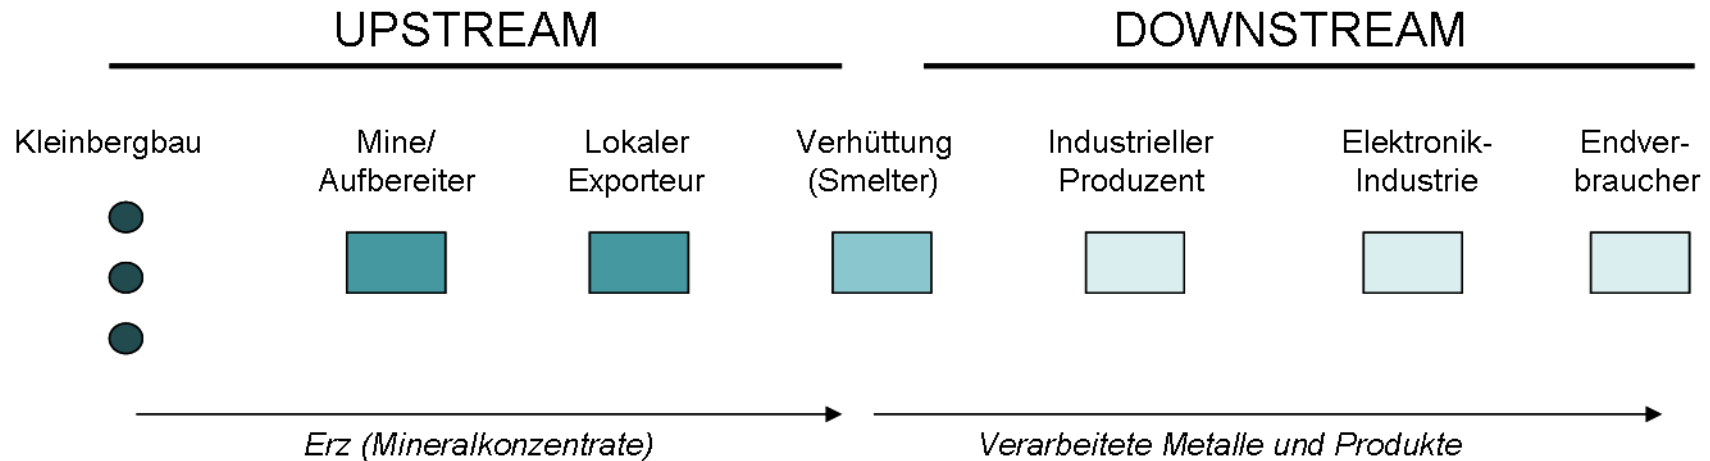 UPSTREAM
DOWNSTREAM
Kleinbergbau
Mine/
Aufbereiter
Lokaler
Exporteur
Verhüttung
(Smelter)
Industrieller
Produzent
Elektronik-
Industrie
Endver-
braucher
Erz (Mineralkonzentrate)
Verarbeitete Metalle und Produkte